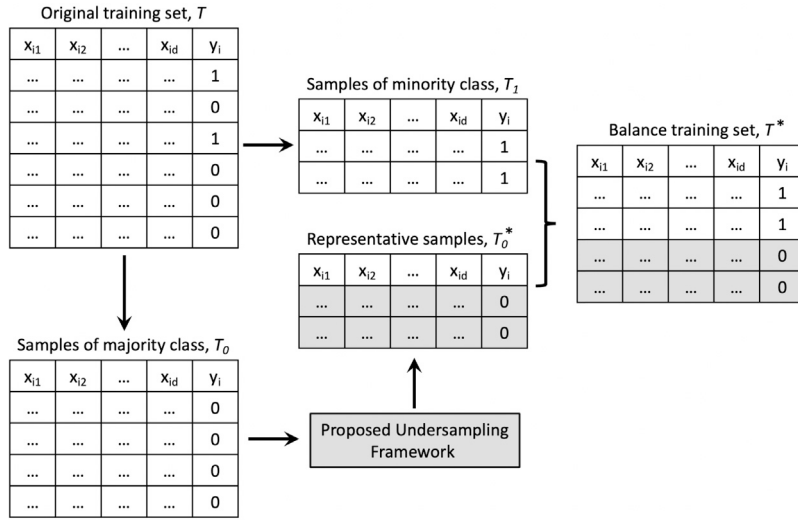 Original training set, T
xi1 xi2 ... xid yi
... ... ... ... 1
... ... ... ... 0
... ... ... ... 1
... ... ... ... 0
... ... ... ... 0
... ... ... ... 0
Samples of minority class, T1
xi1 xi2 ... xid yi
... ... ... ... 1
... ... ... ... 1
Representative samples, T0*
xi1 xi2 ... xid yi
... ... ... ... 0
... ... ... ... 0
Balance training set, T*
xi1 xi2 ... xid yi
... ... ... ... 1
... ... ... ... 1
... ... ... ... 0
... ... ... ... 0
Samples of majority class, T0
xi1 xi2 ... xid yi
... ... ... ... 0
... ... ... ... 0
... ... ... ... 0
... ... ... ... 0
Proposed Undersampling
Framework